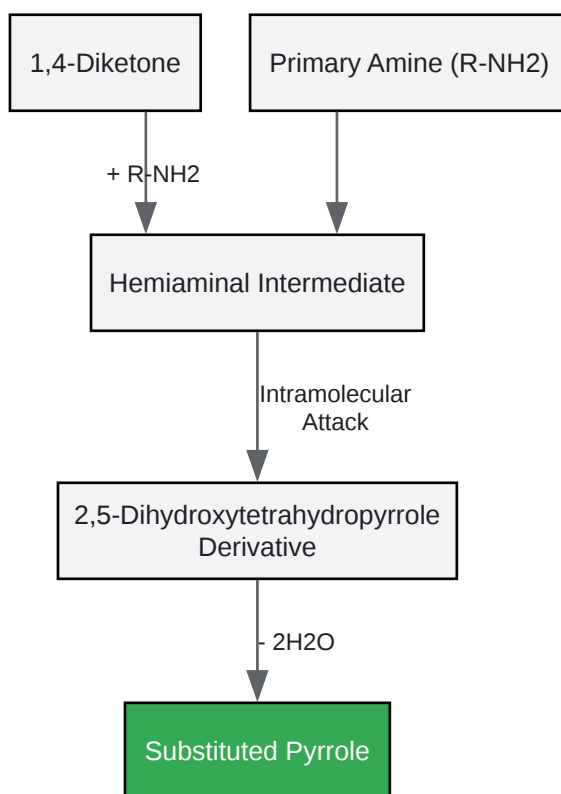 1,4-Diketone
Primary Amine (R-NH2)
+ R-NH2
Hemiaminal Intermediate
Intramolecular
Attack
2,5-Dihydroxytetrahydropyrrole
Derivative
- 2H2O
Substituted Pyrrole